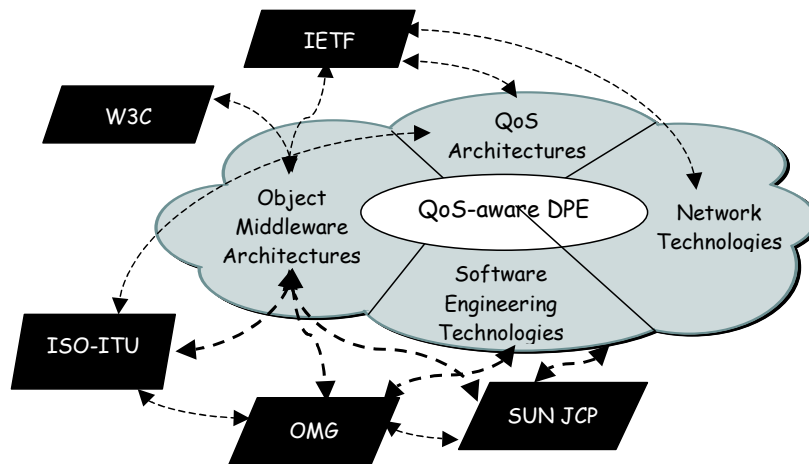 IETF
W3C
QoS
Architectures
Object
Middleware
Architectures
QoS-aware DPE
Network
Technologies
Software
Engineering
Technologies
ISO-ITU
OMG
SUN JCP